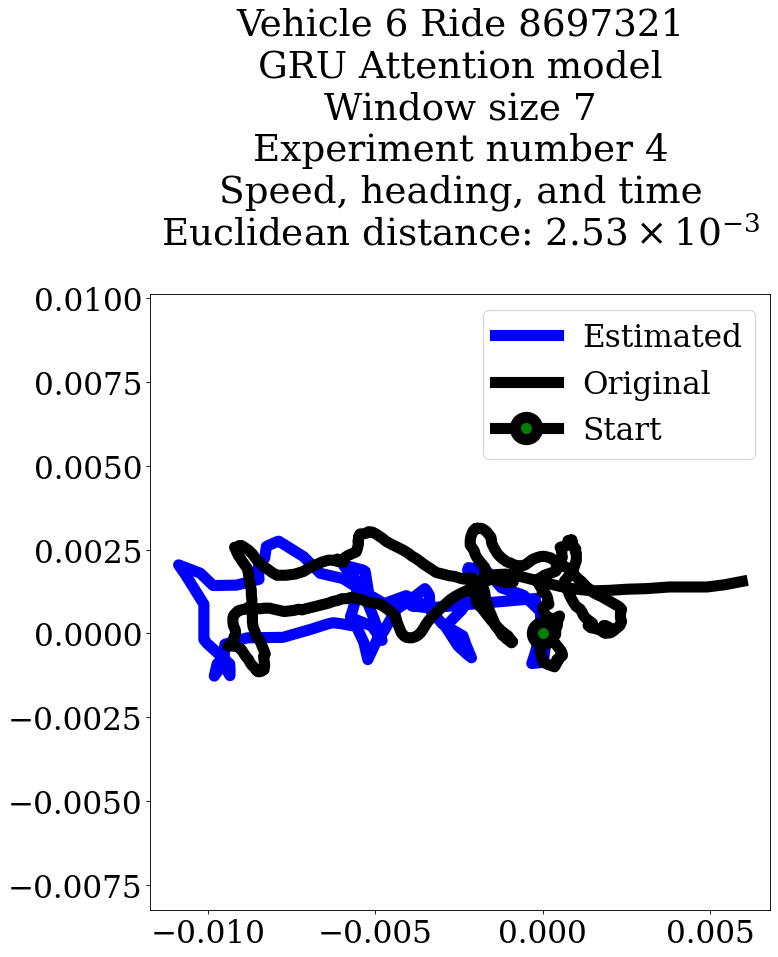 Vehicle 6 Ride 8697321
GRU Attention model
Window size 7
Experiment number 4
Speed, heading, and time
Euclidean distance: 2.53 × 10⁻³
0.0100
0.0075
0.0050
0.0025
0.0000
−0.0025
−0.0050
−0.0075
Estimated
Original
Start
−0.010
−0.005
0.000
0.005